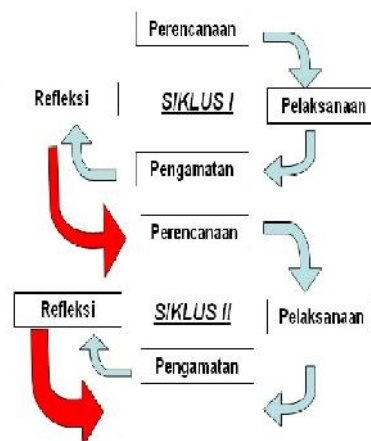 Perencanaan
Refleksi
SIKLUS I
Pelaksanaan
Pengamatan
Perencanaan
Refleksi
SIKLUS II
Pelaksanaan
Pengamatan